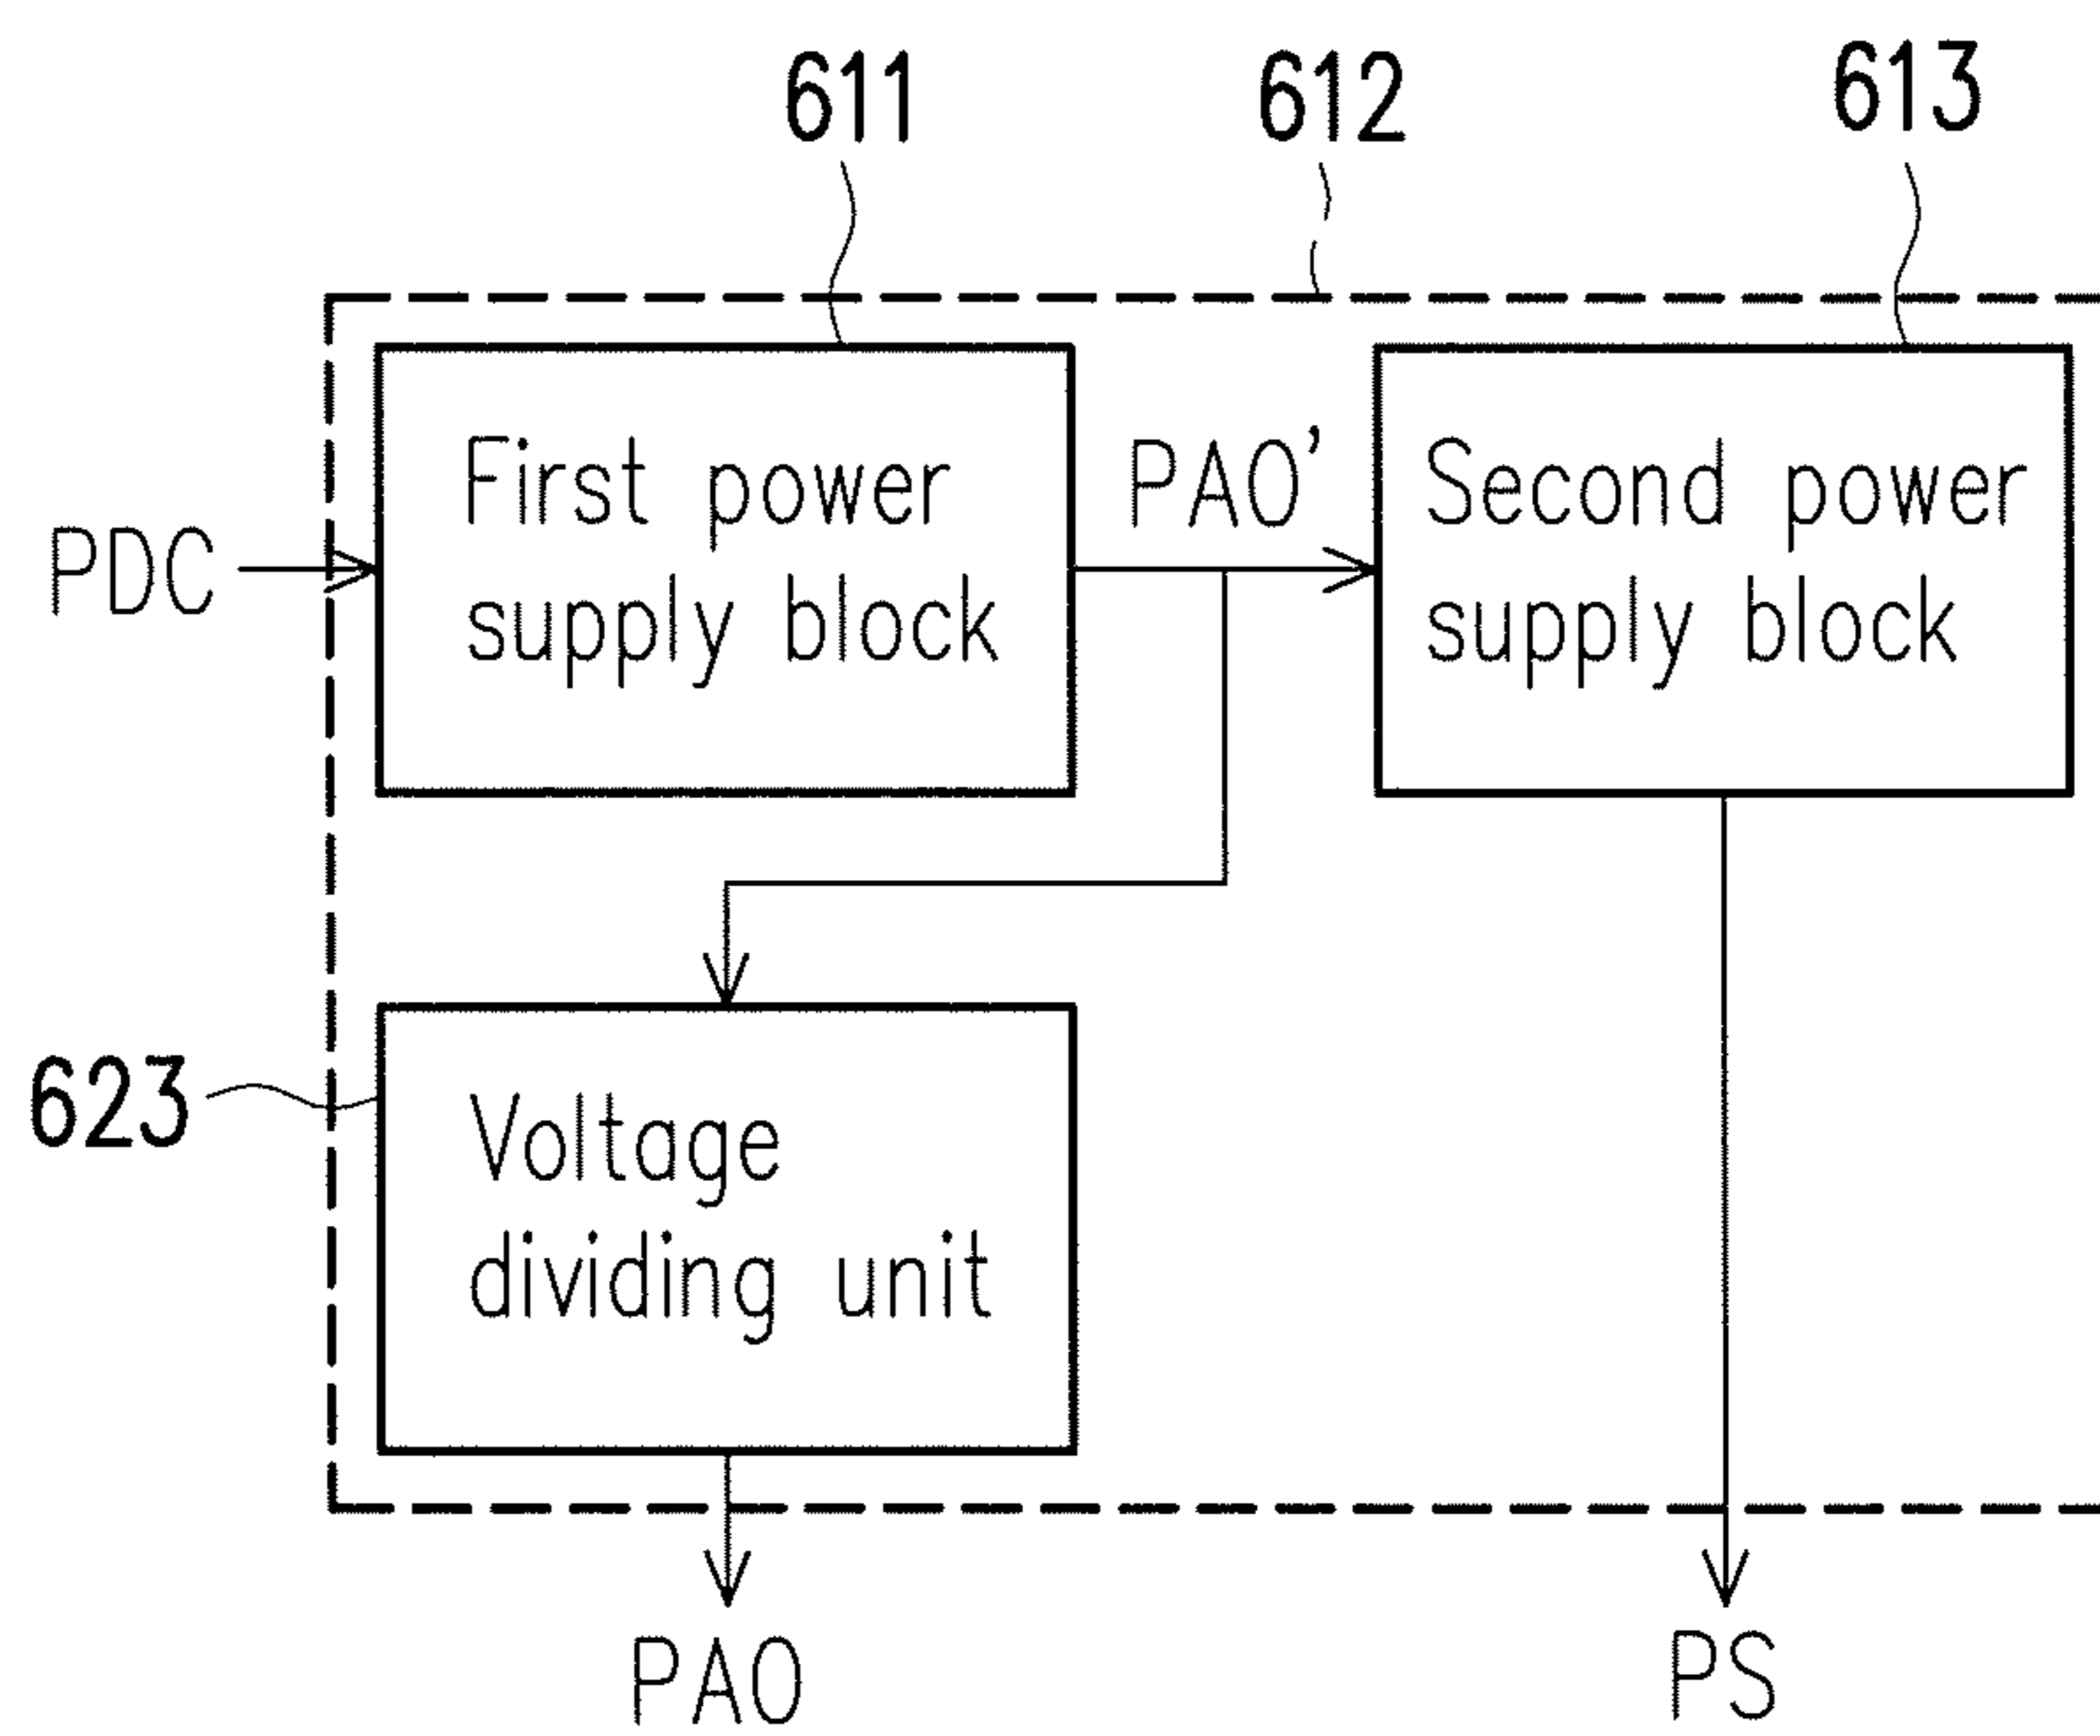 611
612
613
First power
supply block
PAO'
Second power
supply block
PDC
623
Voltage
dividing unit
PAO
PS